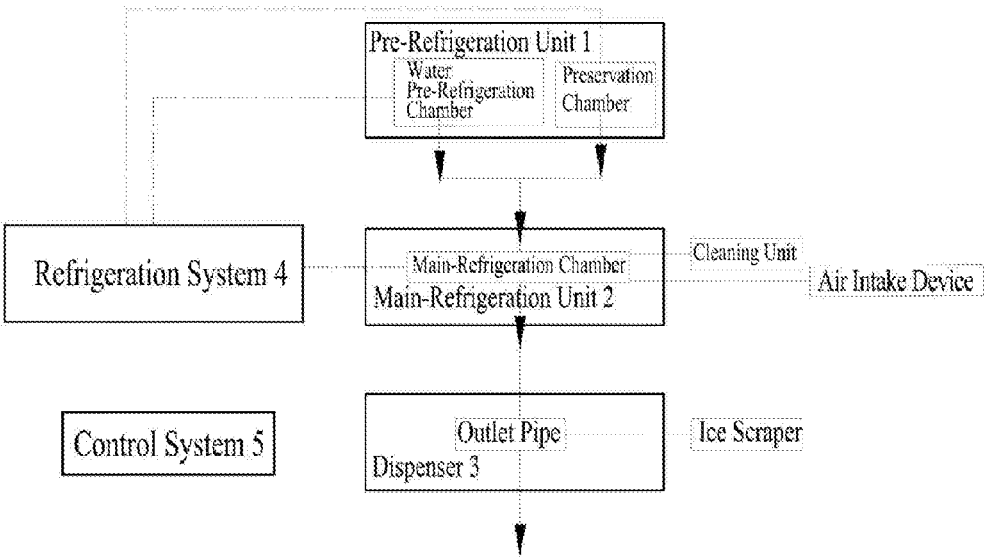 Pre-Refrigeration Unit 1
Water
Pre-Refrigeration
Chamber
Preservation
Chamber
Refrigeration System 4
Main-Refrigeration Chamber
Main-Refrigeration Unit 2
Cleaning Unit
Air Intake Device
Control System 5
Outlet Pipe
Dispenser 3
Ice Scraper